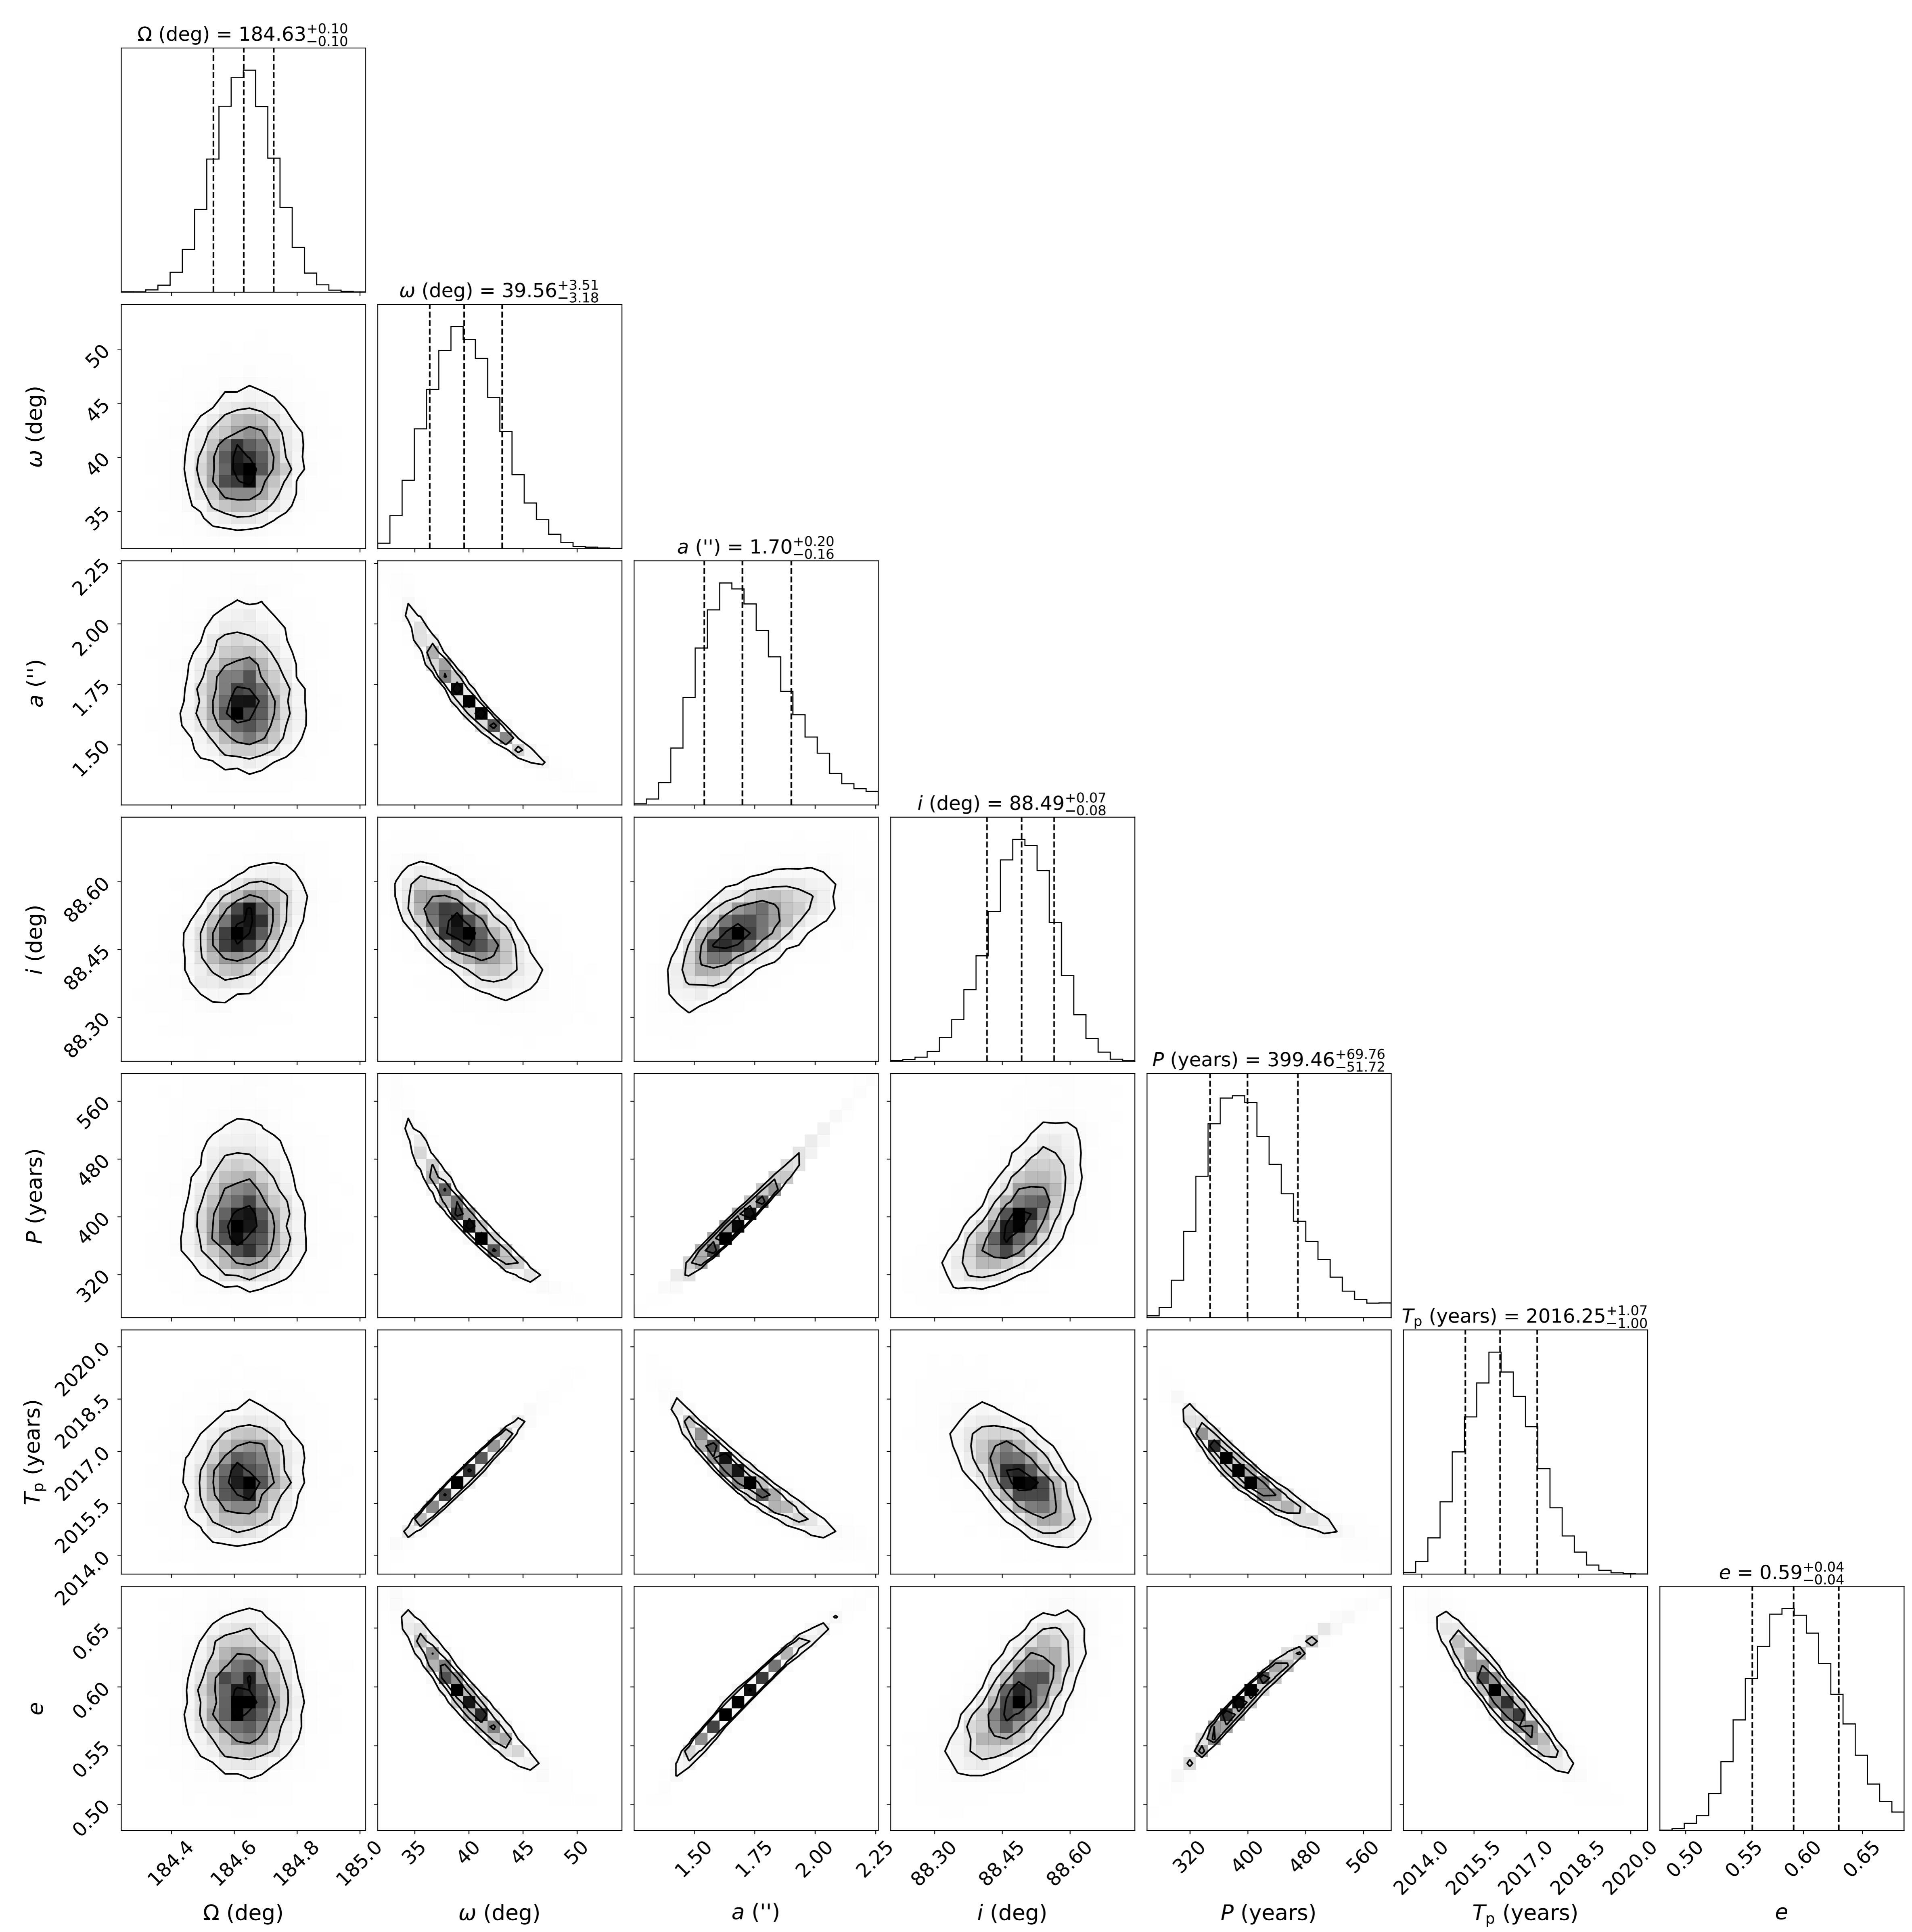 Ω (deg) = 184.63+0.10 −0.10
ω (deg) = 39.56+3.51 −3.18
50
45
40
35
ω (deg)
a ('') = 1.70+0.20 −0.16
2.25
2.00
1.75
1.50
a ('')
i (deg) = 88.49+0.07 −0.08
88.60
88.45
88.30
i (deg)
P (years) = 399.46+69.76 −51.72
560
480
400
320
P (years)
Tp (years) = 2016.25+1.07 −1.00
2020.0
2018.5
2017.0
2015.5
2014.0
Tp (years)
e = 0.59+0.04 −0.04
0.65
0.60
0.55
0.50
e
184.4 184.6 184.8 185.0 35 40 45 50 1.50 1.75 2.00 2.25 88.30 88.45 88.60 320 400 480 560 2014.0 2015.5 2017.0 2018.5 2020.0 0.50 0.55 0.60 0.65
Ω (deg) ω (deg) a ('') i (deg) P (years) Tp (years) e